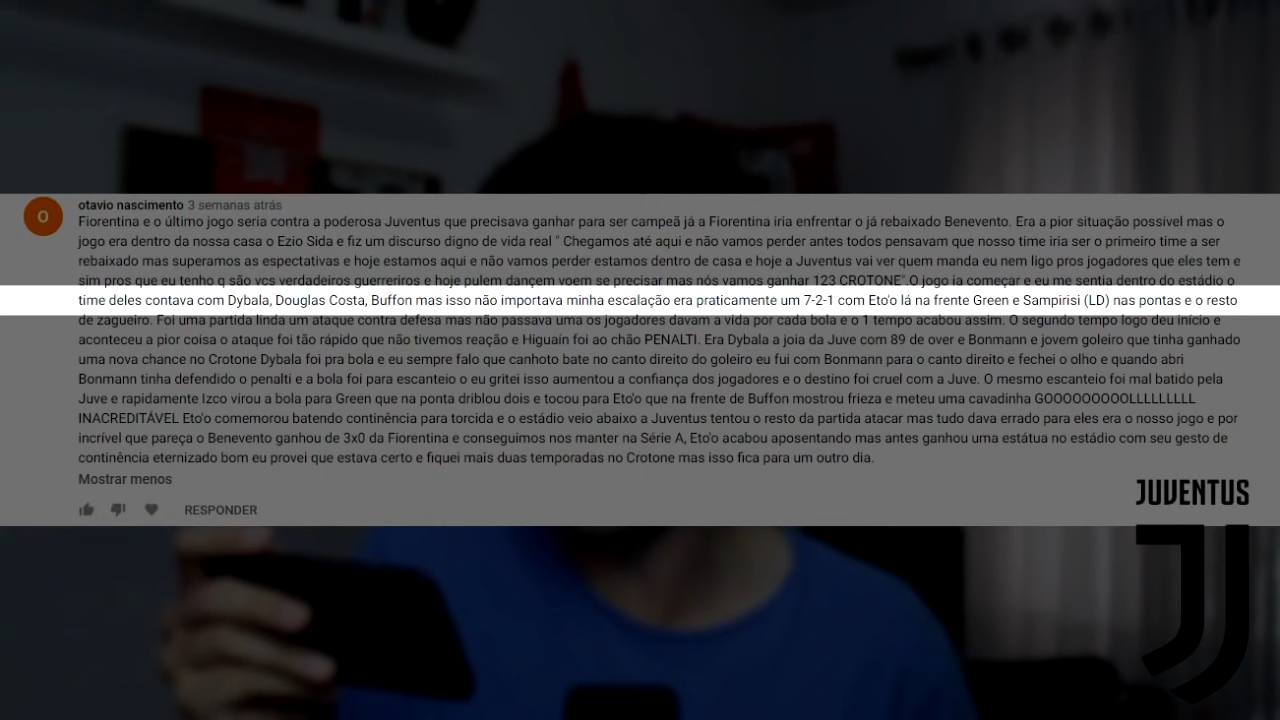 otavio nascimento 3 semanas atrás
O
Fiorentina e o último jogo seria contra a poderosa Juventus que precisava ganhar para ser campeã já a Fiorentina iria enfrentar o já rebaixado Benevento. Era a pior situação possível mas o
jogo era dentro da nossa casa o Ezio Sida e fiz um discurso digno de vida real " Chegamos até aqui e não vamos perder antes todos pensavam que nosso time iria ser o primeiro time a ser
rebaixado mas superamos as espectativas e hoje estamos aqui e não vamos perder estamos dentro de casa e hoje a Juventus vai ver quem manda eu nem ligo pros jogadores que eles tem e
sim pros que eu tenho q são vcs verdadeiros guerreriros e hoje pulem dançem voem se precisar mas nós vamos ganhar 123 CROTONE".O jogo ia começar e eu me sentia dentro do estádio o
time deles contava com Dybala, Douglas Costa, Buffon mas isso não importava minha escalação era praticamente um 7-2-1 com Eto'o lá na frente Green e Sampirisi (LD) nas pontas e o resto
de zagueiro. Foi uma partida linda um ataque contra defesa mas não passava uma os jogadores davam a vida por cada bola e o 1 tempo acabou assim. O segundo tempo logo deu início e
aconteceu a pior coisa o ataque foi tão rápido que não tivemos reação e Higuaín foi ao chão PENALTI. Era Dybala a joia da Juve com 89 de over e Bonmann e jovem goleiro que tinha ganhado
uma nova chance no Crotone Dybala foi pra bola e eu sempre falo que canhoto bate no canto direito do goleiro eu fui com Bonmann para o canto direito e fechei o olho e quando abri
Bonmann tinha defendido o penalti e a bola foi para escanteio o eu gritei isso aumentou a confiança dos jogadores e o destino foi cruel com a Juve. O mesmo escanteio foi mal batido pela
Juve e rapidamente Izco virou a bola para Green que na ponta driblou dois e tocou para Eto'o que na frente de Buffon mostrou frieza e meteu uma cavadinha GOOOOOOOOOLLLLLLLLL
INACREDITÁVEL Eto'o comemorou batendo continência para torcida e o estádio veio abaixo a Juventus tentou o resto da partida atacar mas tudo dava errado para eles era o nosso jogo e por
incrível que pareça o Benevento ganhou de 3x0 da Fiorentina e conseguimos nos manter na Série A, Eto'o acabou aposentando mas antes ganhou uma estátua no estádio com seu gesto de
continência eternizado bom eu provei que estava certo e fiquei mais duas temporadas no Crotone mas isso fica para um outro dia.
Mostrar menos
RESPONDER
JUVENTUS